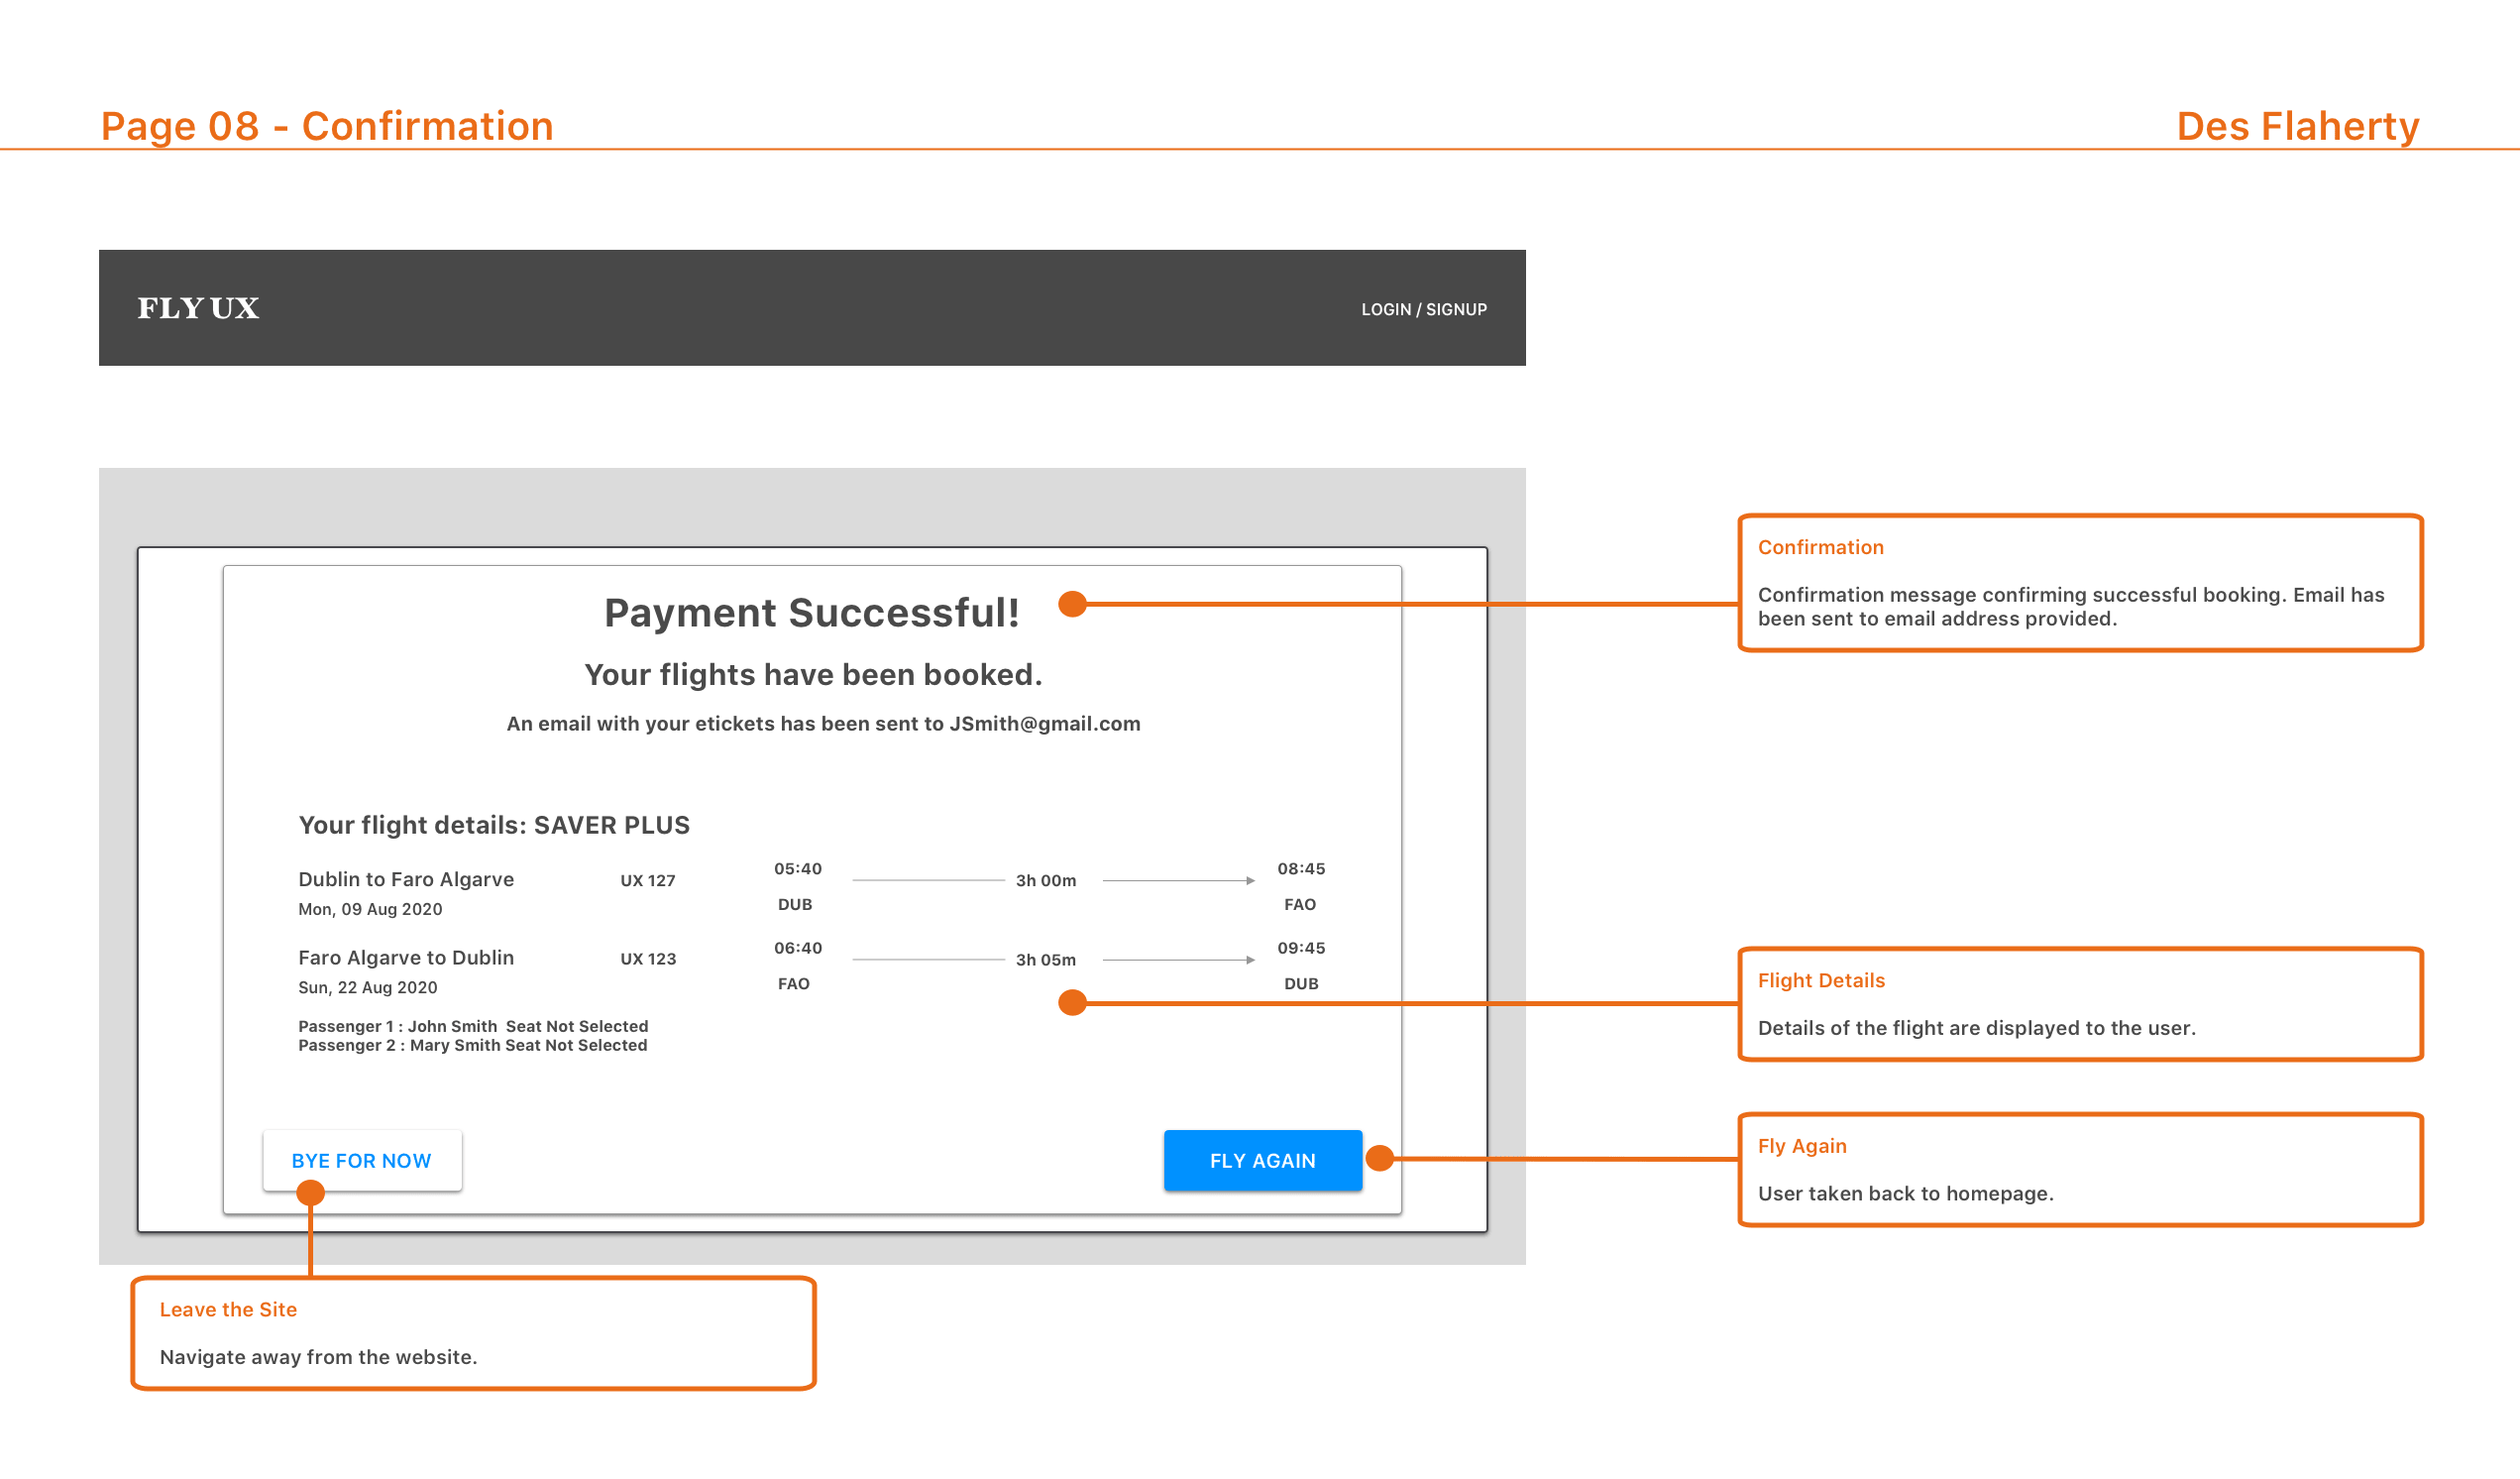 Page 08 - Confirmation
Des Flaherty
FLY UX
LOGIN / SIGNUP
Payment Successful!
Your flights have been booked.
An email with your etickets has been sent to JSmith@gmail.com
Your flight details: SAVER PLUS
Dublin to Faro Algarve
Mon, 09 Aug 2020
UX 127
05:40
DUB
3h 00m
08:45
FAO
Faro Algarve to Dublin
Sun, 22 Aug 2020
UX 123
06:40
FAO
3h 05m
09:45
DUB
Passenger 1 : John Smith  Seat Not Selected
Passenger 2 : Mary Smith Seat Not Selected
BYE FOR NOW
FLY AGAIN
Confirmation
Confirmation message confirming successful booking. Email has
been sent to email address provided.
Flight Details
Details of the flight are displayed to the user.
Fly Again
User taken back to homepage.
Leave the Site
Navigate away from the website.